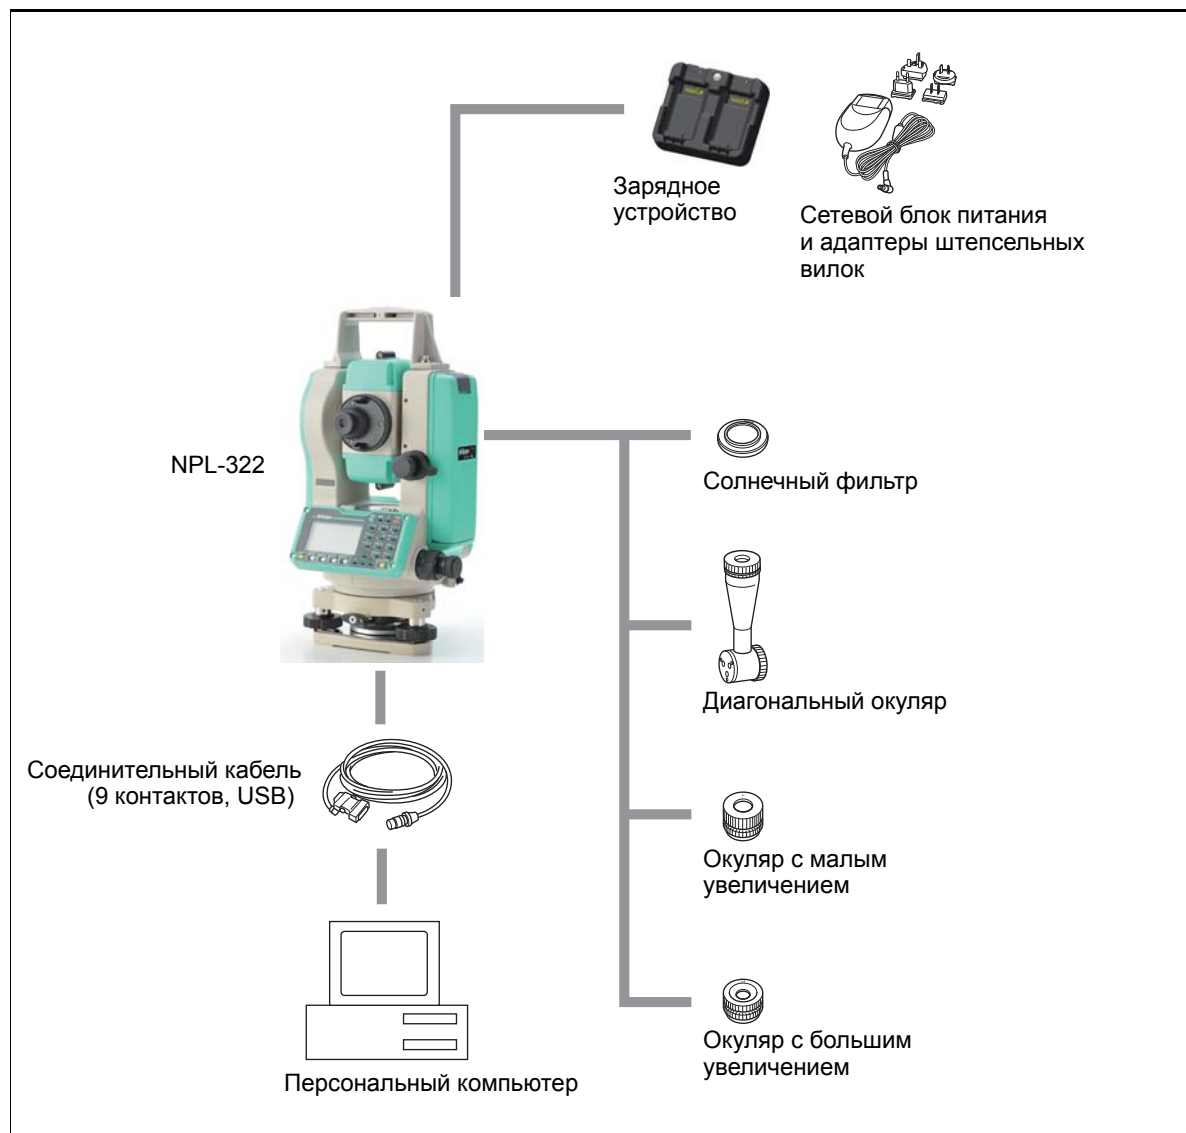 Зарядное
устройство
Сетевой блок питания
и адаптеры штепсельных
вилок
NPL-322
Солнечный фильтр
Диагональный окуляр
Соединительный кабель
(9 контактов, USB)
Окуляр с малым
увеличением
Окуляр с большим
увеличением
Персональный компьютер